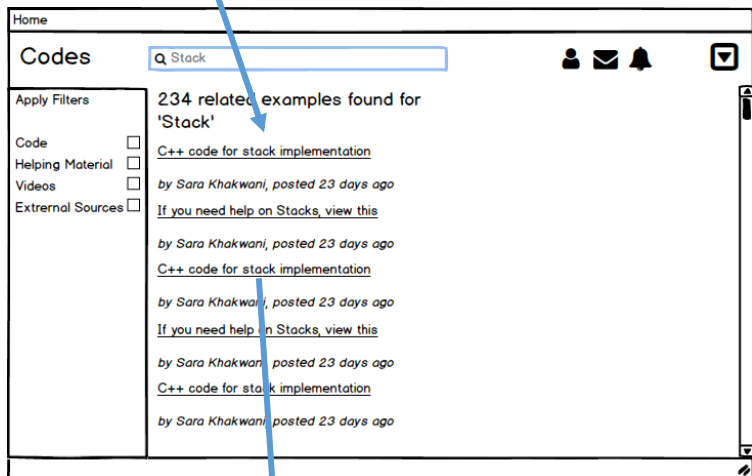 Home
Codes
Stack
Apply Filters
Code
Helping Material
Videos
Extrernal Sources
234 related examples found for
'Stack'
C++ code for stack implementation
by Sara Khakwani, posted 23 days ago
If you need help on Stacks, view this
by Sara Khakwani, posted 23 days ago
C++ code for stack implementation
by Sara Khakwani, posted 23 days ago
If you need help on Stacks, view this
by Sara Khakwani, posted 23 days ago
C++ code for stack implementation
by Sara Khakwani, posted 23 days ago